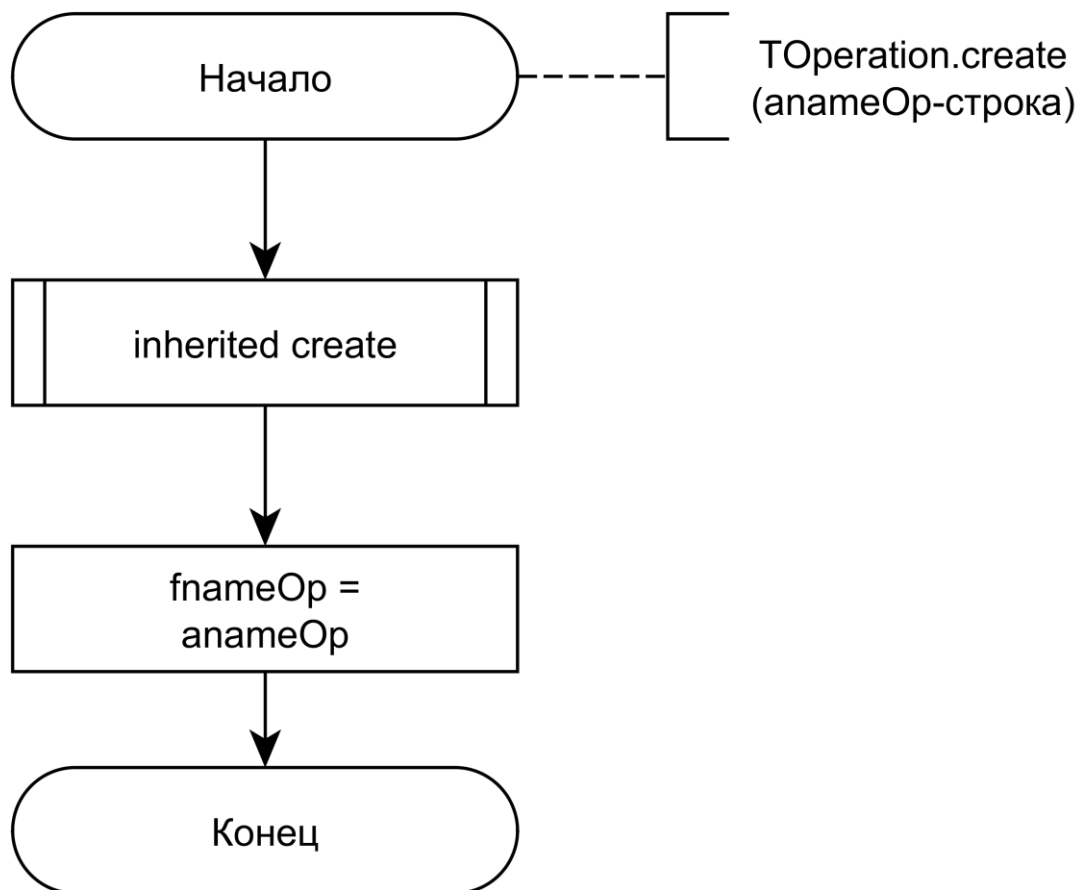 Начало
TOperation.create
(anameOp-строка)
inherited create
fnameOp =
anameOp
Конец